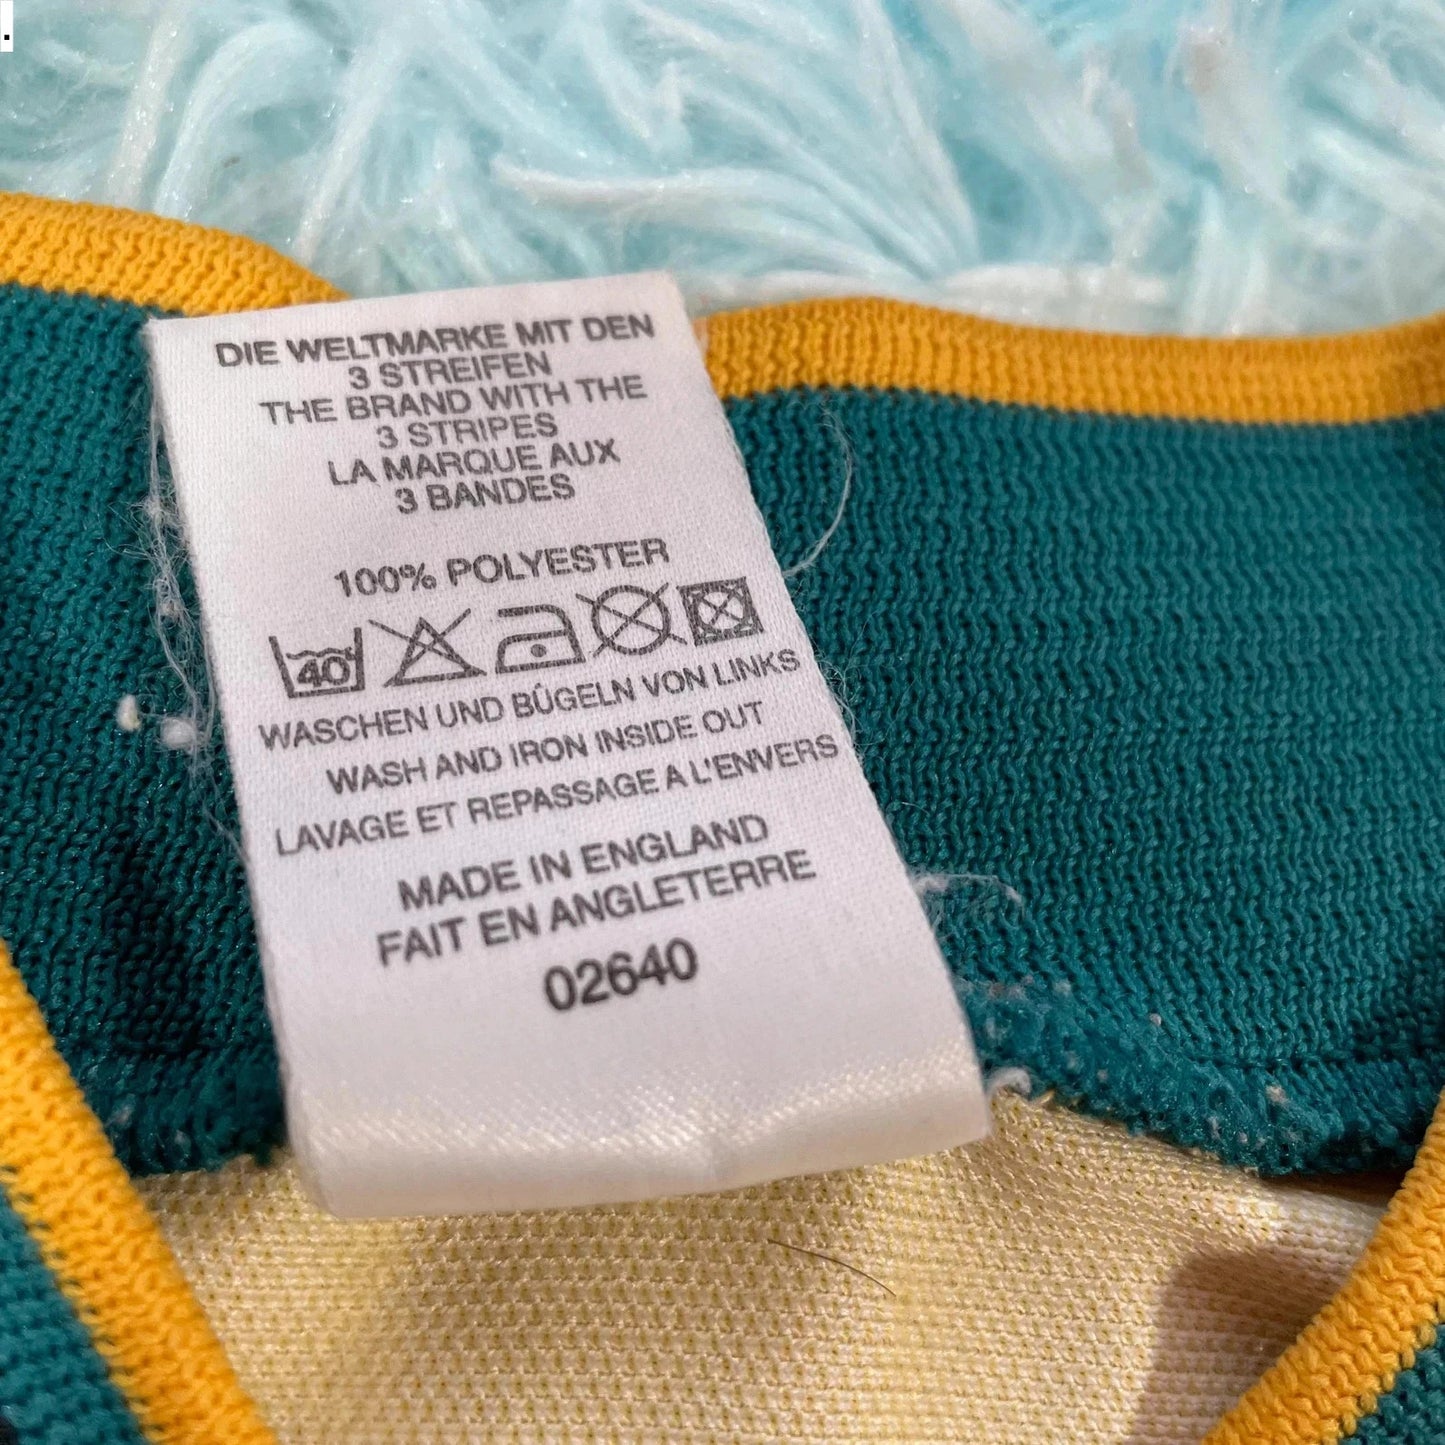 .
DIE WELTMARKE MIT DEN
3 STREIFEN
THE BRAND WITH THE
3 STRIPES
LA MARQUE AUX
3 BANDES
100% POLYESTER
40
WASCHEN UND BÜGELN VON LINKS
WASH AND IRON INSIDE OUT
LAVAGE ET REPASSAGE A L'ENVERS
MADE IN ENGLAND
FAIT EN ANGLETERRE
02640